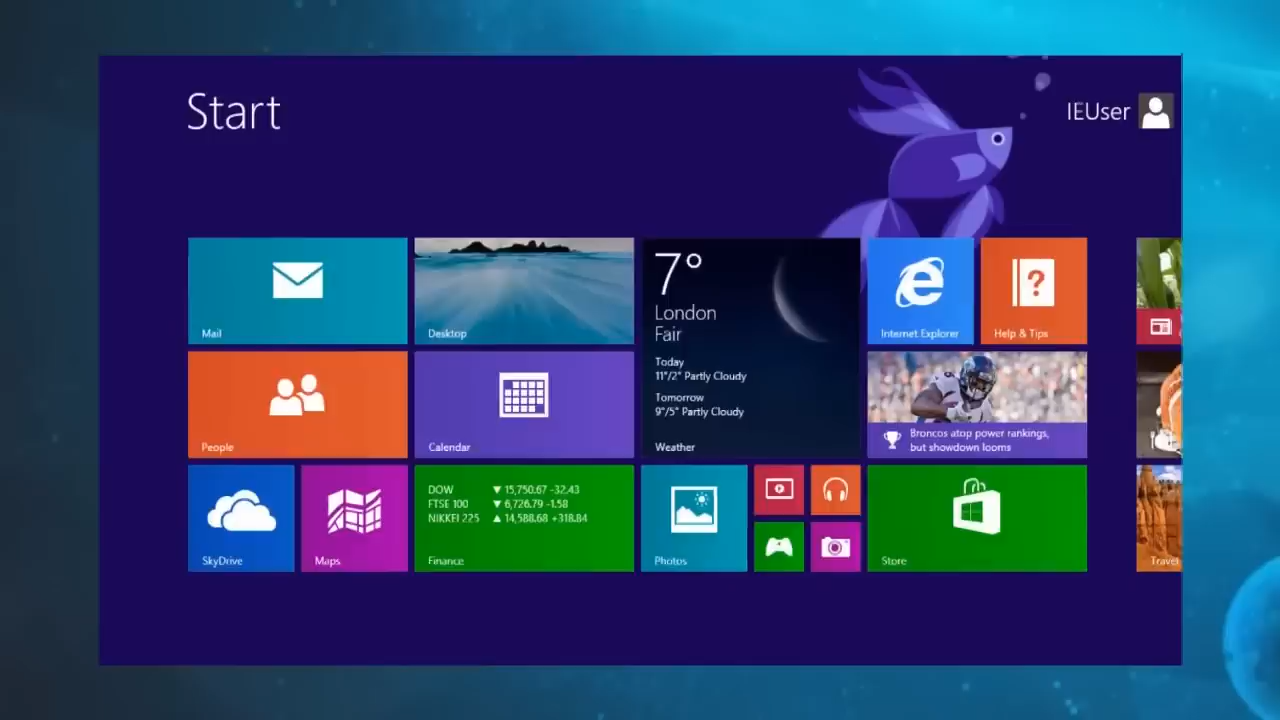 Start
IEUser
Mail
Desktop
7°
London
Fair
Today
11°/2° Partly Cloudy
Tomorrow
9°/5° Partly Cloudy
Weather
Internet Explorer
Help & Tips
People
Calendar
Broncos atop power rankings,
but showdown looms
SkyDrive
Maps
DOW ▼ 15,750.67 -32.43
FTSE 100 ▼ 6,726.79 -1.58
NIKKEI 225 ▲ 14,588.68 +318.84
Finance
Photos
Store
Travel